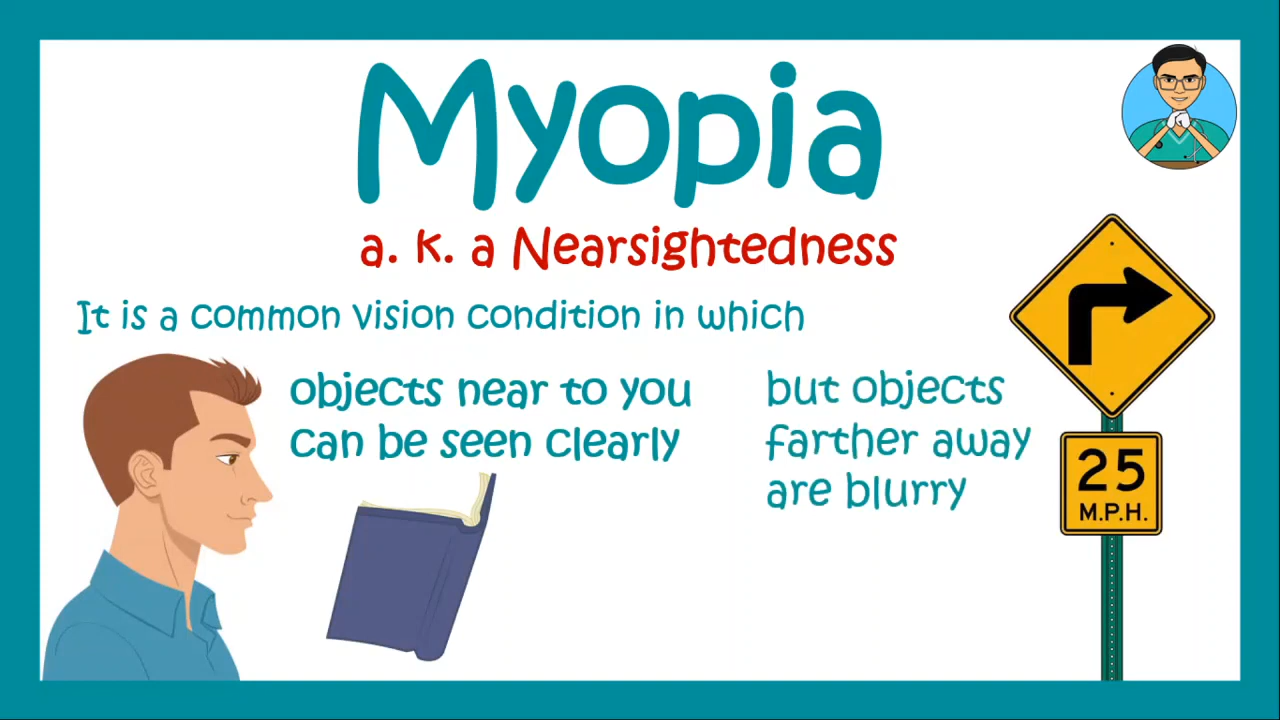 Myopia
a. k. a Nearsightedness
It is a common vision condition in which
objects near to you
can be seen clearly
but objects
farther away
are blurry
25
M.P.H.